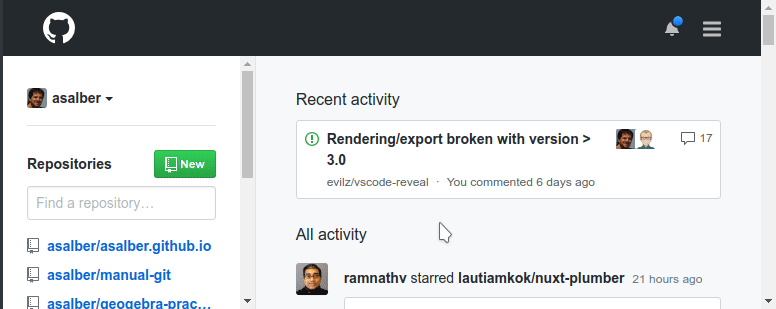 asalber
Repositories
New
Find a repository…
asalber/asalber.github.io
asalber/manual-git
asalber/geogebra-prac…
Recent activity
Rendering/export broken with version >
3.0
17
evilz/vscode-reveal · You commented 6 days ago
All activity
ramnathv starred lautiamkok/nuxt-plumber 21 hours ago